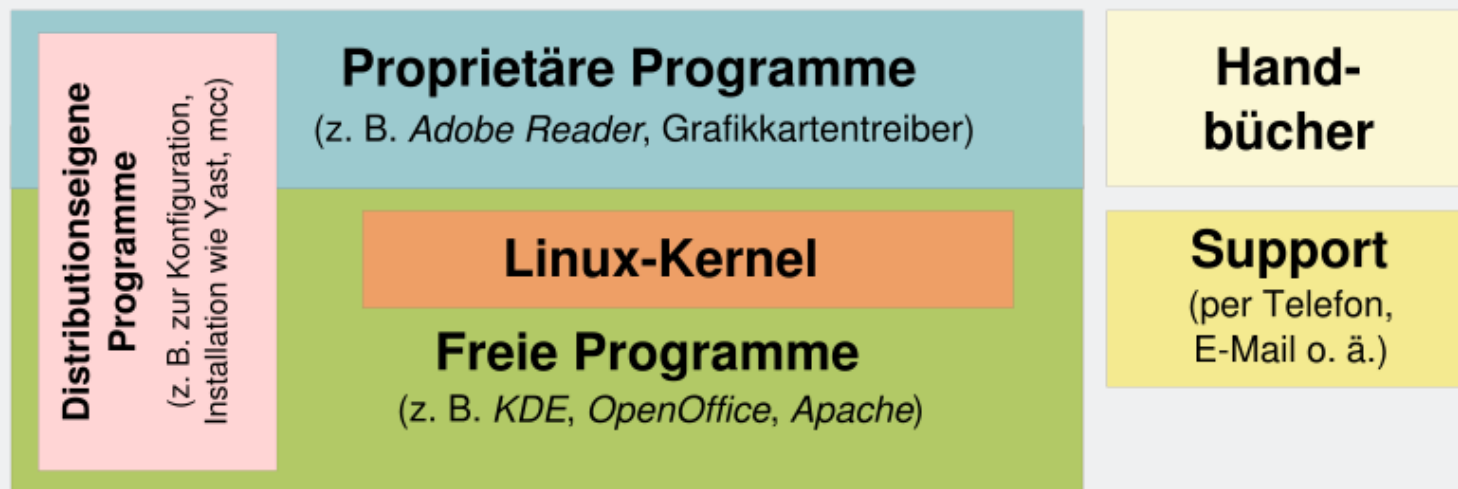 Distributionseigene
Programme
(z. B. zur Konfiguration,
Installation wie Yast, mcc)
Proprietäre Programme
(z. B. Adobe Reader, Grafikkartentreiber)
Linux-Kernel
Freie Programme
(z. B. KDE, OpenOffice, Apache)
Hand-
bücher
Support
(per Telefon,
E-Mail o. ä.)